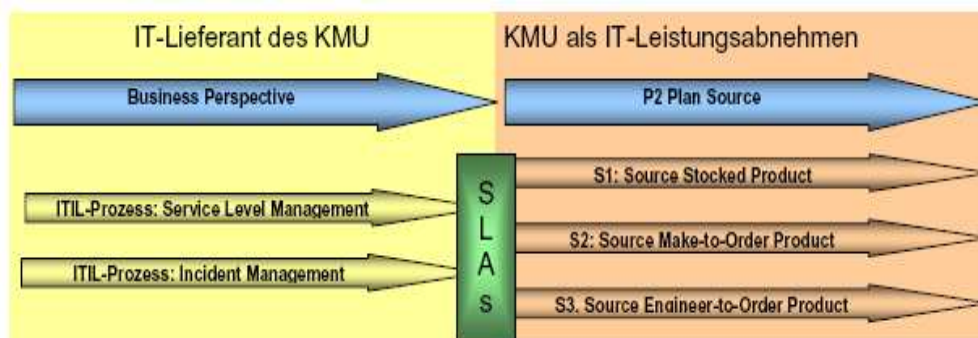 IT-Lieferant des KMU
KMU als IT-Leistungsabnehmen
Business Perspective
P2 Plan Source
SLAs
S1: Source Stocked Product
ITIL-Prozess: Service Level Management
S2: Source Make-to-Order Product
ITIL-Prozess: Incident Management
S3. Source Engineer-to-Order Product